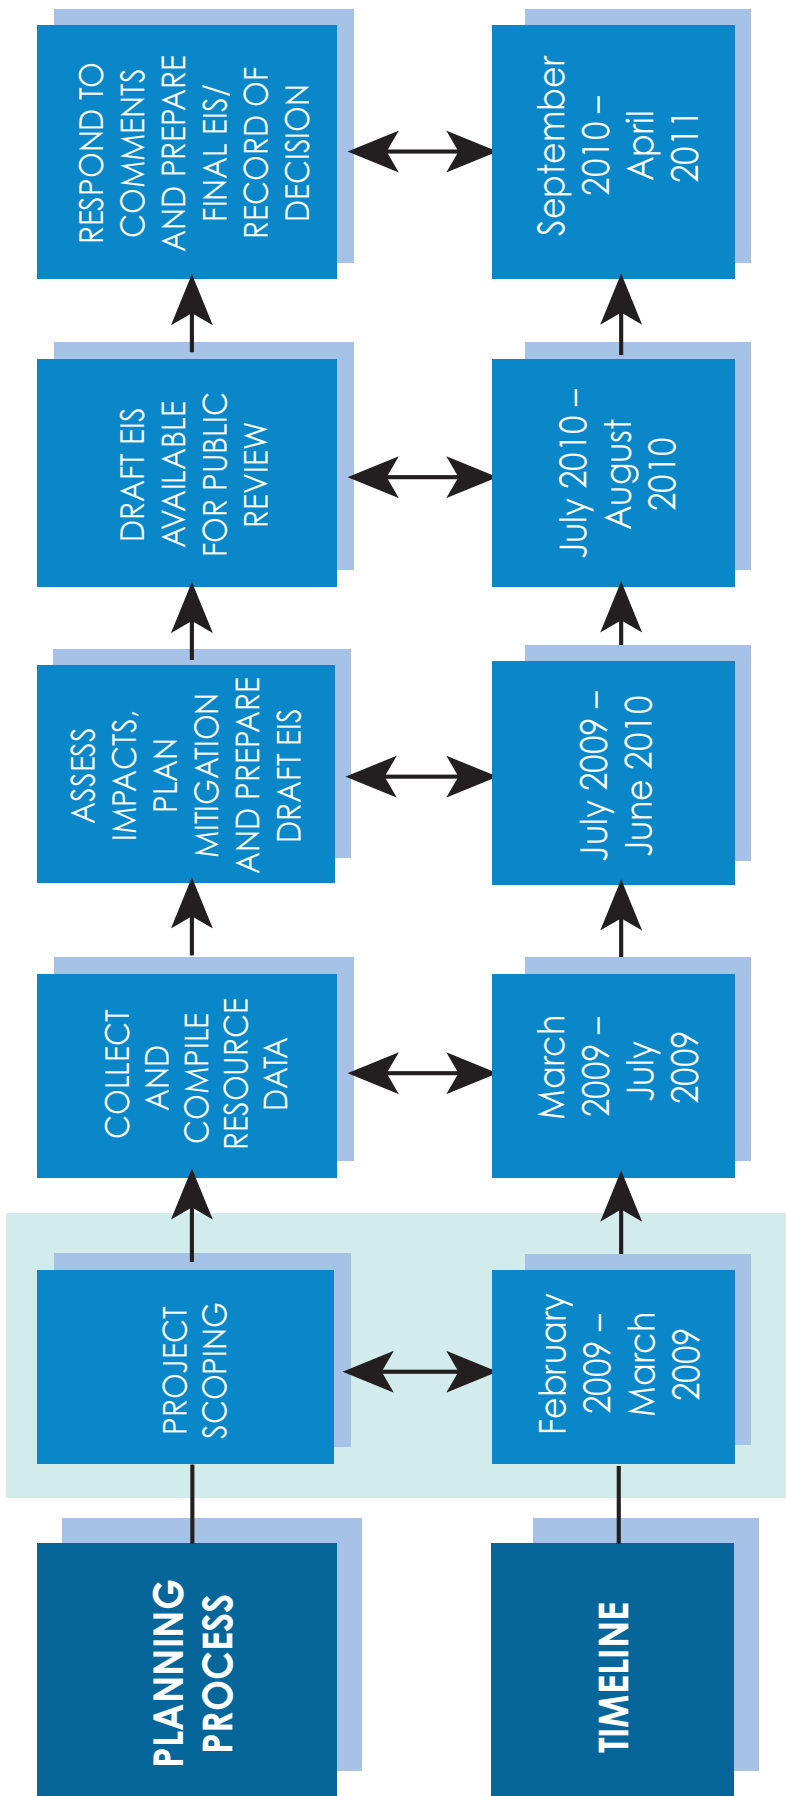 PLANNING
PROCESS
PROJECT
SCOPING
COLLECT
AND
COMPILE
RESOURCE
DATA
ASSESS
IMPACTS,
PLAN
MITIGATION
AND PREPARE
DRAFT EIS
DRAFT EIS
AVAILABLE
FOR PUBLIC
REVIEW
RESPOND TO
COMMENTS
AND PREPARE
FINAL EIS/
RECORD OF
DECISION
TIMELINE
February
2009 –
March
2009
March
2009 –
July
2009
July 2009 –
June 2010
July 2010 –
August
2010
September
2010 –
April
2011